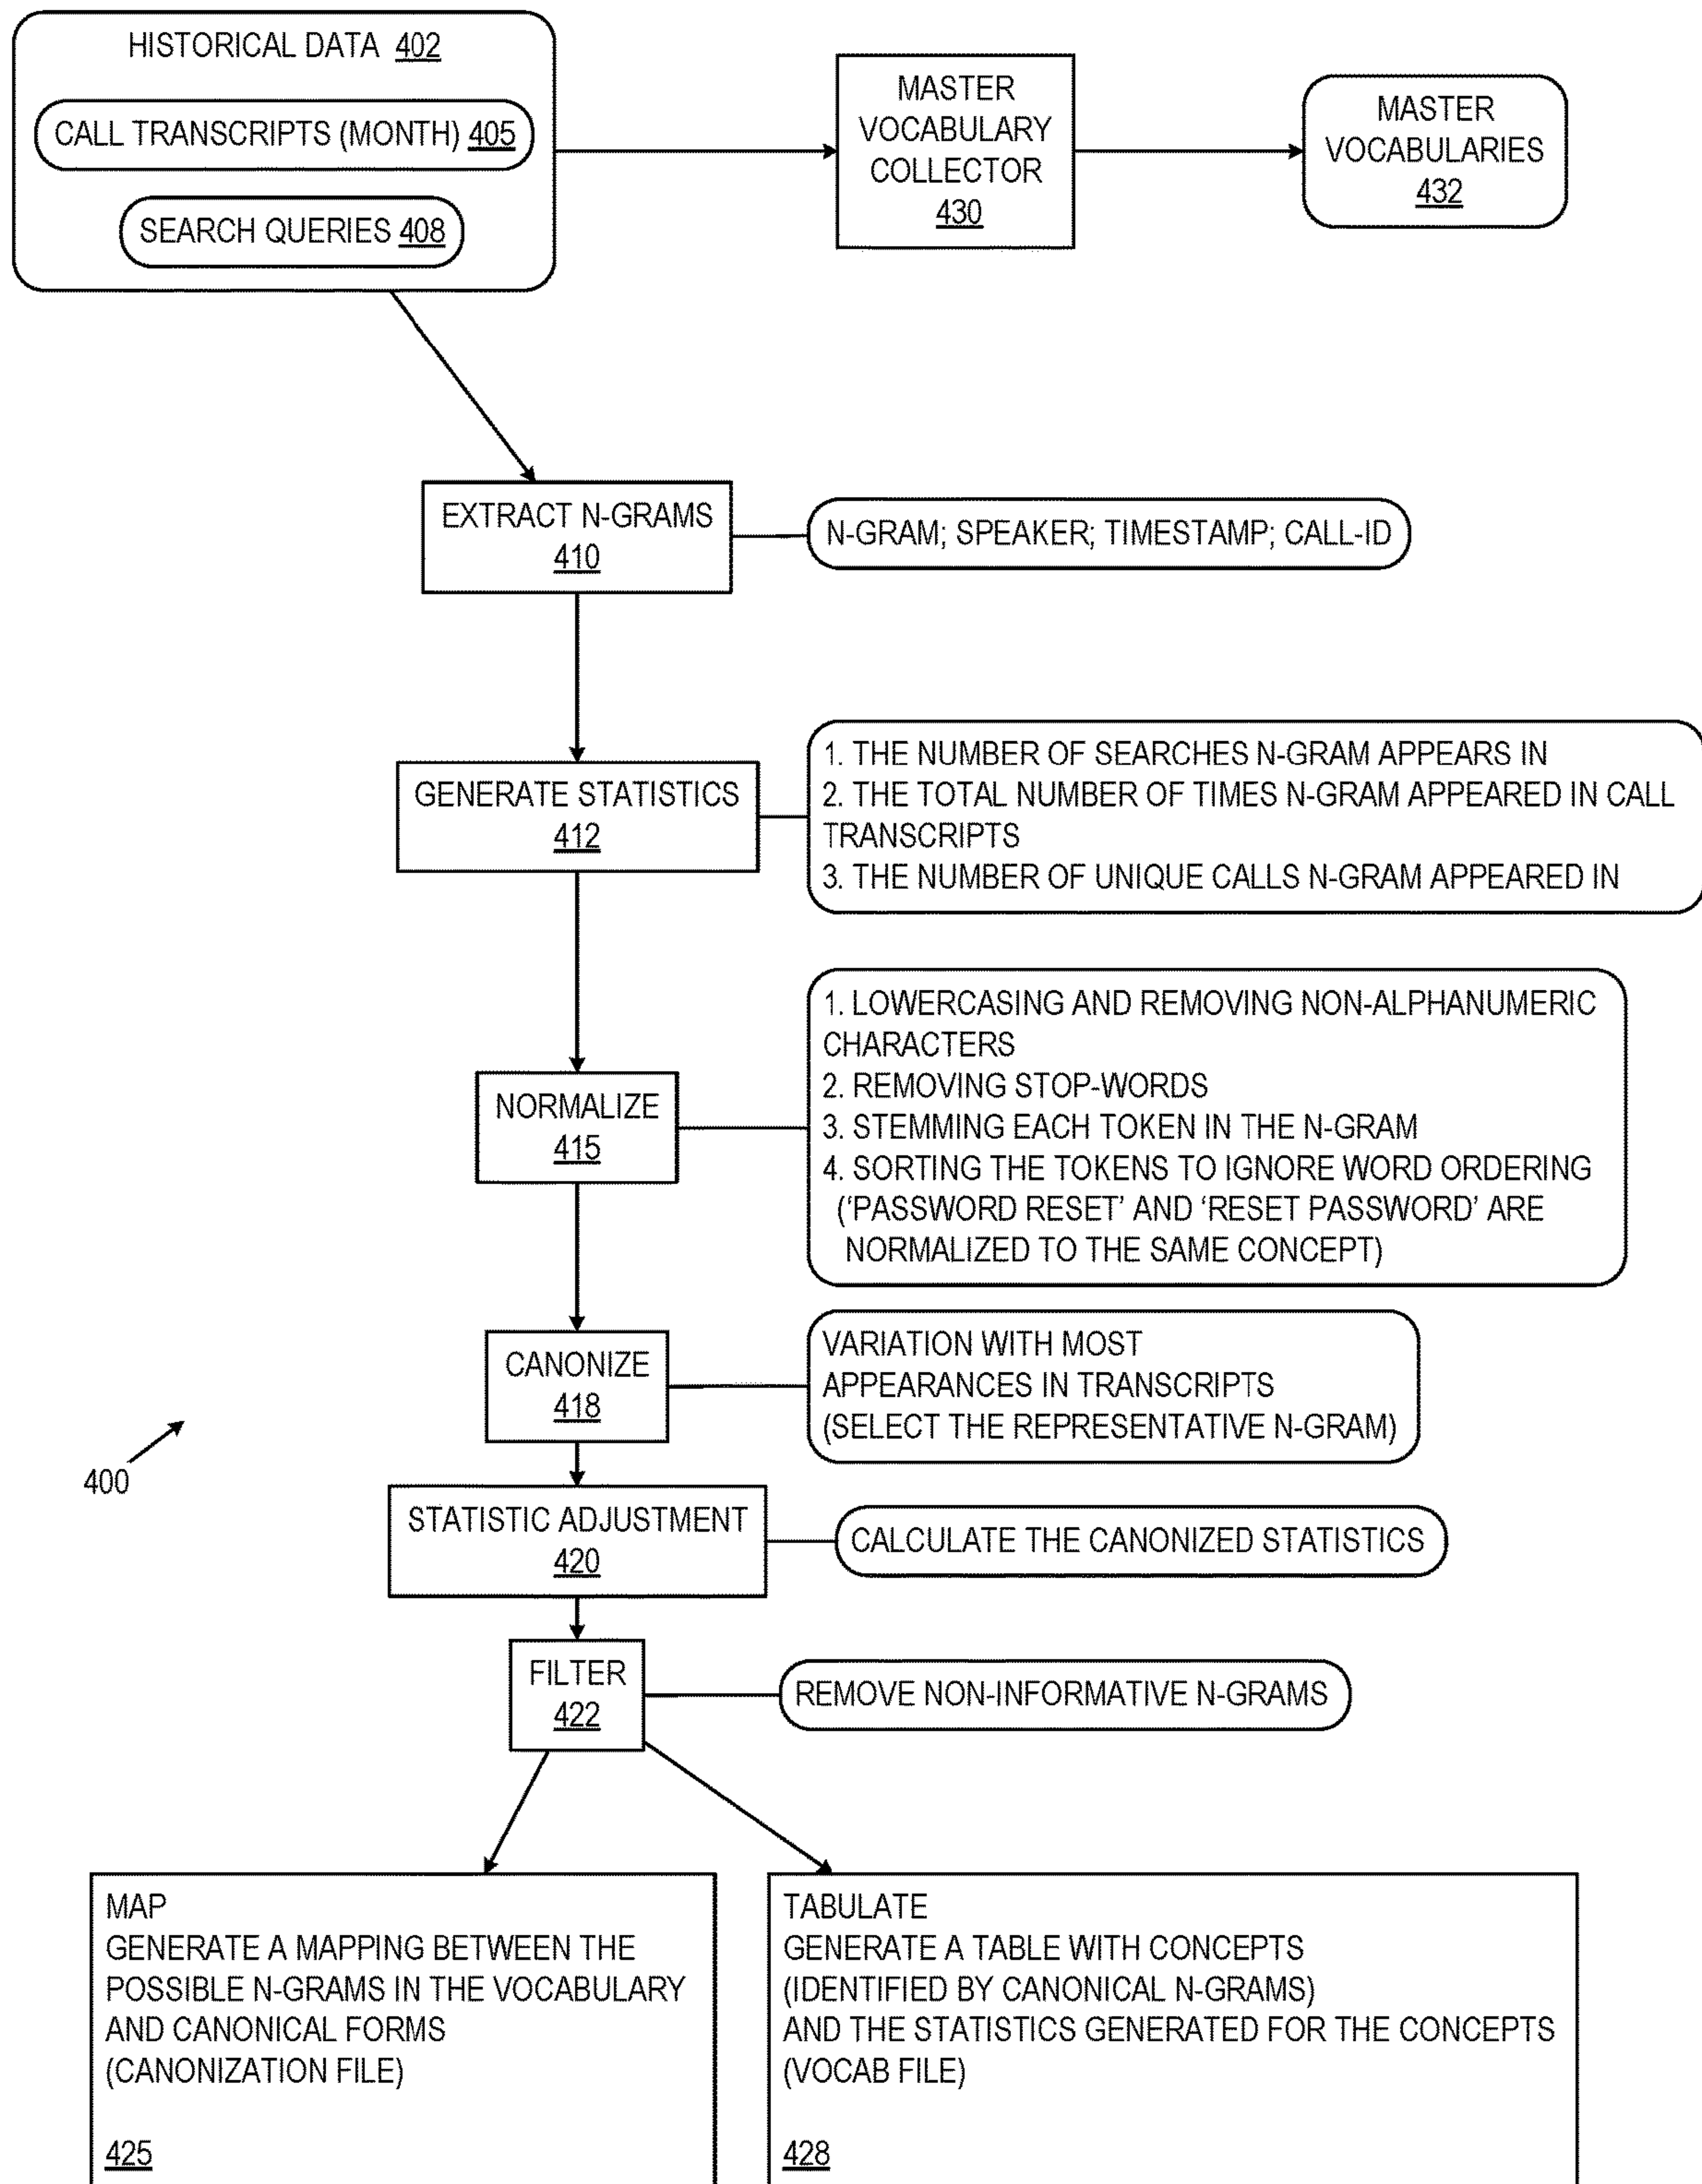 HISTORICAL DATA 402
CALL TRANSCRIPTS (MONTH) 405
SEARCH QUERIES 408
MASTER
VOCABULARY
COLLECTOR
430
MASTER
VOCABULARIES
432
EXTRACT N-GRAMS
410
N-GRAM; SPEAKER; TIMESTAMP; CALL-ID
GENERATE STATISTICS
412
1. THE NUMBER OF SEARCHES N-GRAM APPEARS IN
2. THE TOTAL NUMBER OF TIMES N-GRAM APPEARED IN CALL
TRANSCRIPTS
3. THE NUMBER OF UNIQUE CALLS N-GRAM APPEARED IN
NORMALIZE
415
1. LOWERCASING AND REMOVING NON-ALPHANUMERIC
CHARACTERS
2. REMOVING STOP-WORDS
3. STEMMING EACH TOKEN IN THE N-GRAM
4. SORTING THE TOKENS TO IGNORE WORD ORDERING
(‘PASSWORD RESET’ AND ‘RESET PASSWORD’ ARE
NORMALIZED TO THE SAME CONCEPT)
CANONIZE
418
VARIATION WITH MOST
APPEARANCES IN TRANSCRIPTS
(SELECT THE REPRESENTATIVE N-GRAM)
400
STATISTIC ADJUSTMENT
420
CALCULATE THE CANONIZED STATISTICS
FILTER
422
REMOVE NON-INFORMATIVE N-GRAMS
MAP
GENERATE A MAPPING BETWEEN THE
POSSIBLE N-GRAMS IN THE VOCABULARY
AND CANONICAL FORMS
(CANONIZATION FILE)
425
TABULATE
GENERATE A TABLE WITH CONCEPTS
(IDENTIFIED BY CANONICAL N-GRAMS)
AND THE STATISTICS GENERATED FOR THE CONCEPTS
(VOCAB FILE)
428